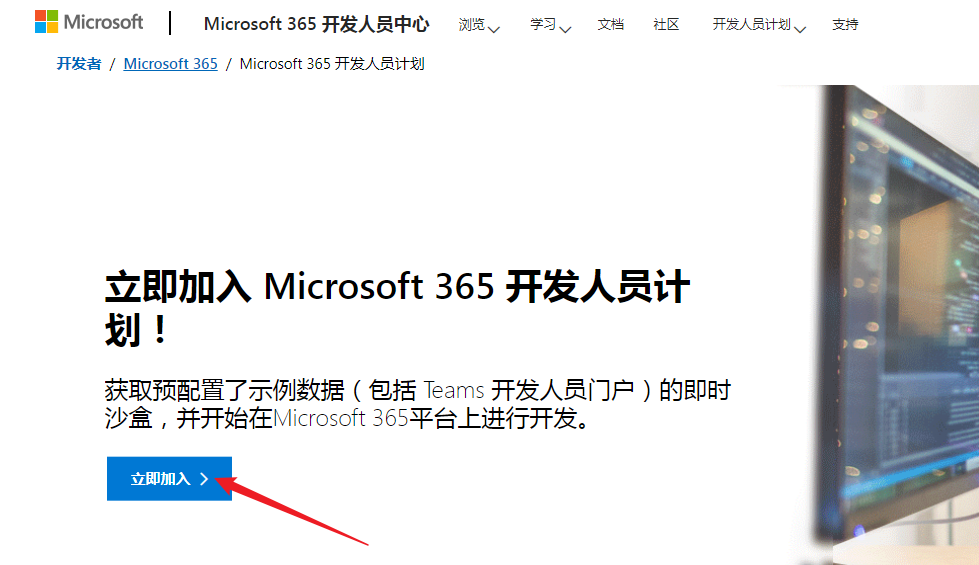 Microsoft
Microsoft 365 开发人员中心 浏览 学习 文档 社区 开发人员计划 支持
开发者 / Microsoft 365 / Microsoft 365 开发人员计划
立即加入 Microsoft 365 开发人员计
划！
获取预配置了示例数据（包括 Teams 开发人员门户）的即时
沙盒，并开始在Microsoft 365平台上进行开发。
立即加入